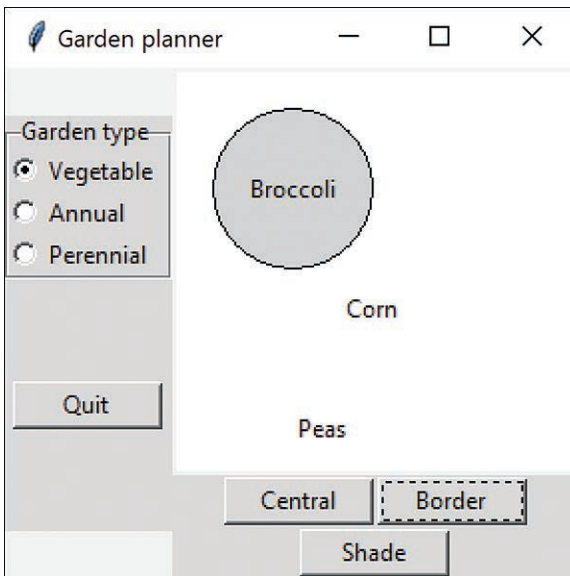 Garden planner
Garden type
Vegetable
Annual
Perennial
Quit
Broccoli
Corn
Peas
Central
Border
Shade